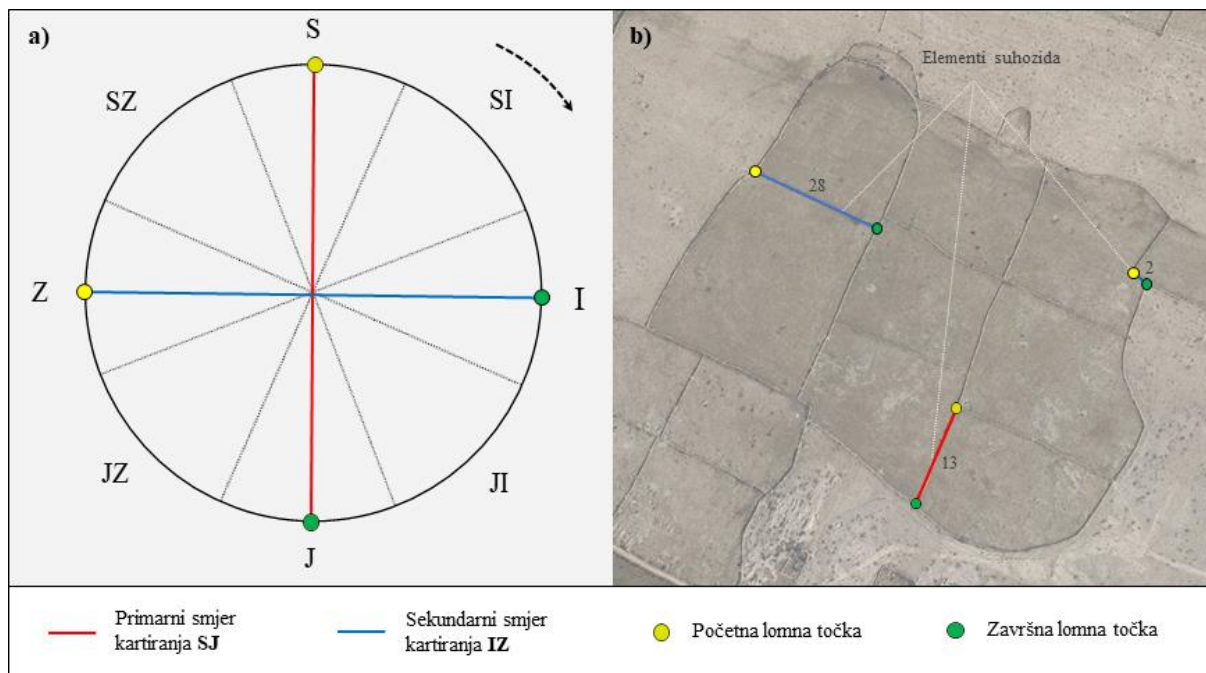 a)
S
SZ
SI
Z
I
JZ
JI
J
b)
Elementi suhozida
28
2
13
Primarni smjer
kartiranja SJ
Sekundarni smjer
kartiranja IZ
Početna lomna točka
Završna lomna točka